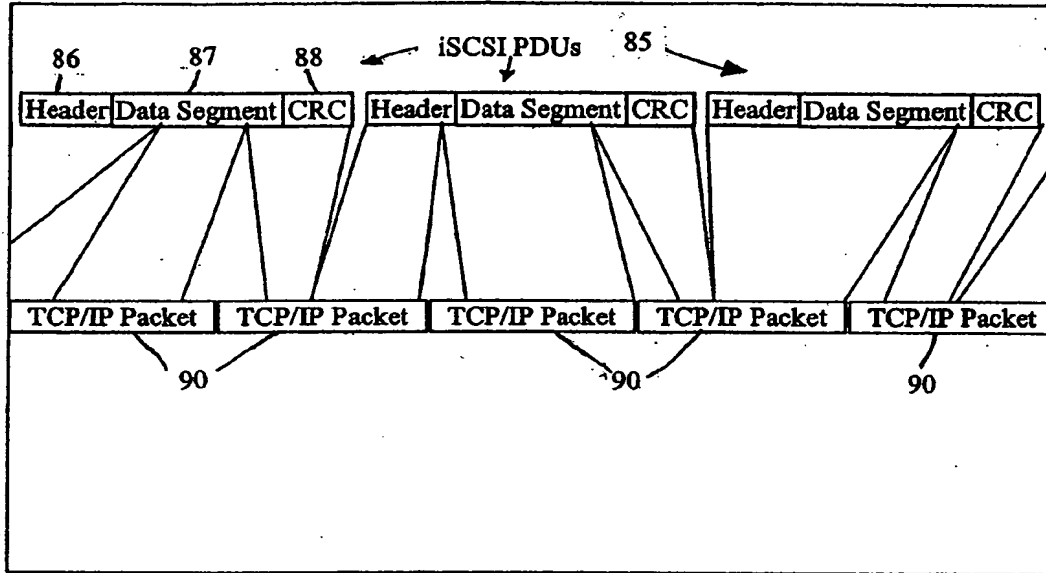 iSCSI PDUs 85
86 87 88
Header Data Segment CRC Header Data Segment CRC Header Data Segment CRC
TCP/IP Packet TCP/IP Packet TCP/IP Packet TCP/IP Packet TCP/IP Packet
90 90 90